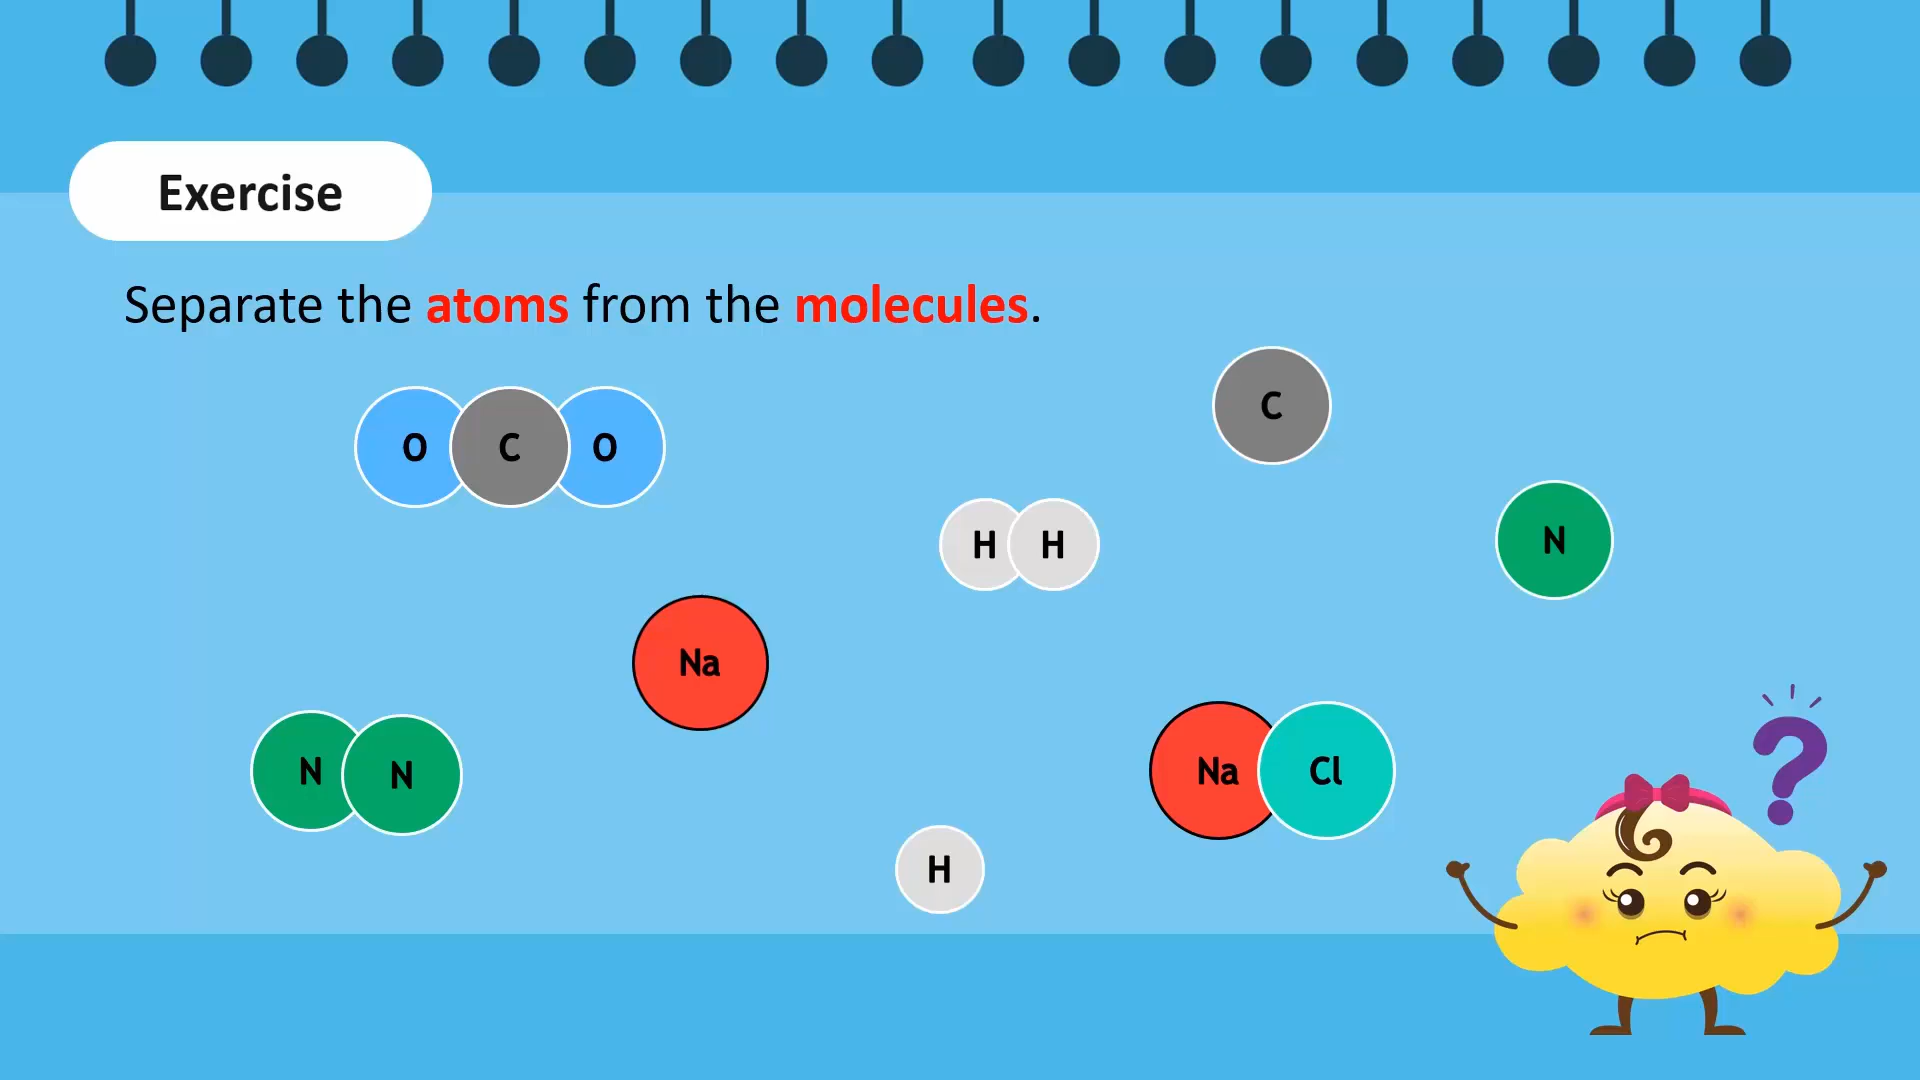 Exercise
Separate the atoms from the molecules.
O C O
C
H H
N
Na
N N
Na Cl
H
?